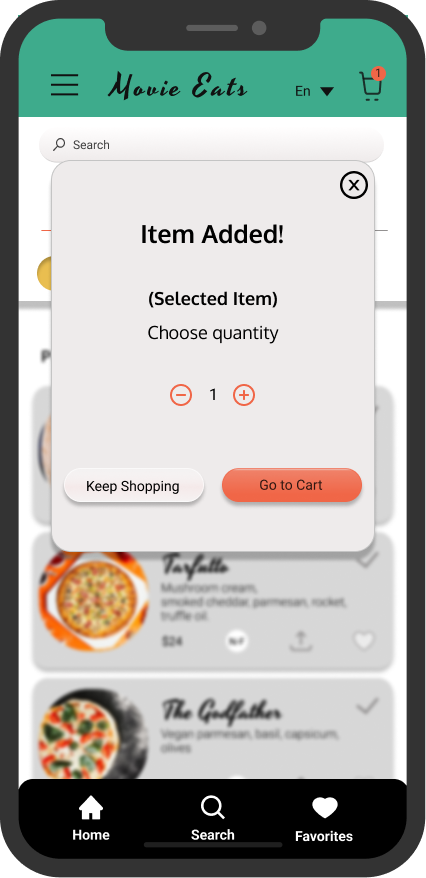 Movie Eats
En
1
Search
Item Added!
(Selected Item)
Choose quantity
1
Keep Shopping
Go to Cart
Tarfutto
Mushroom cream,
smoked cheddar, parmesan, rocket,
truffle oil.
$24
The Godfather
Vegan parmesan, basil, capsicum,
olives
Home
Search
Favorites